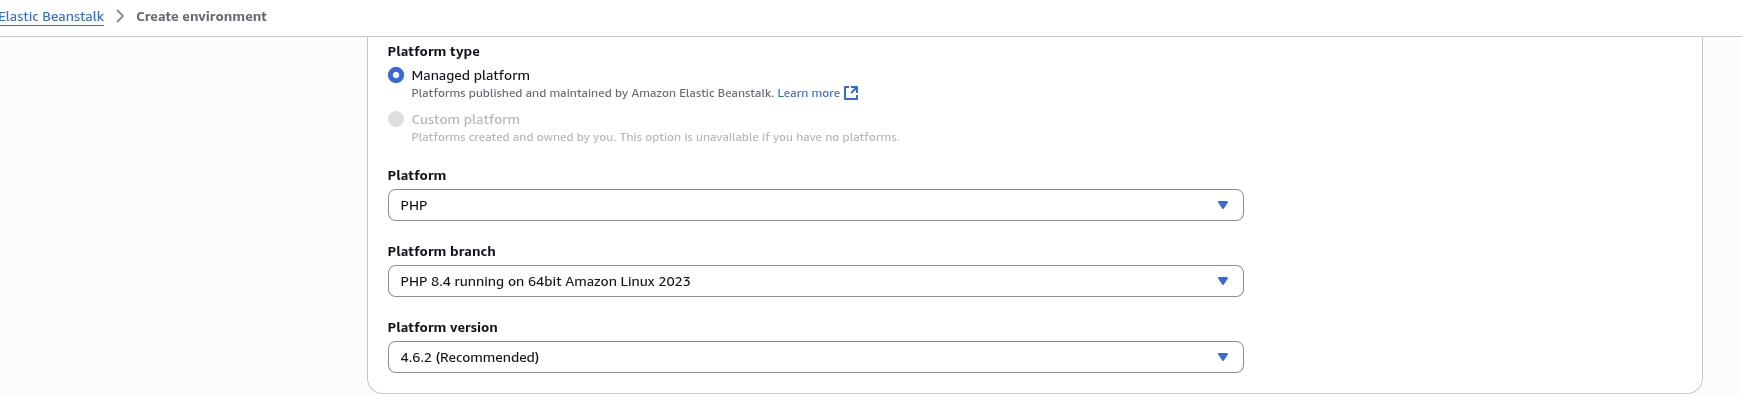 Elastic Beanstalk > Create environment
Platform type
Managed platform
Platforms published and maintained by Amazon Elastic Beanstalk. Learn more
Custom platform
Platforms created and owned by you. This option is unavailable if you have no platforms.
Platform
PHP
Platform branch
PHP 8.4 running on 64bit Amazon Linux 2023
Platform version
4.6.2 (Recommended)